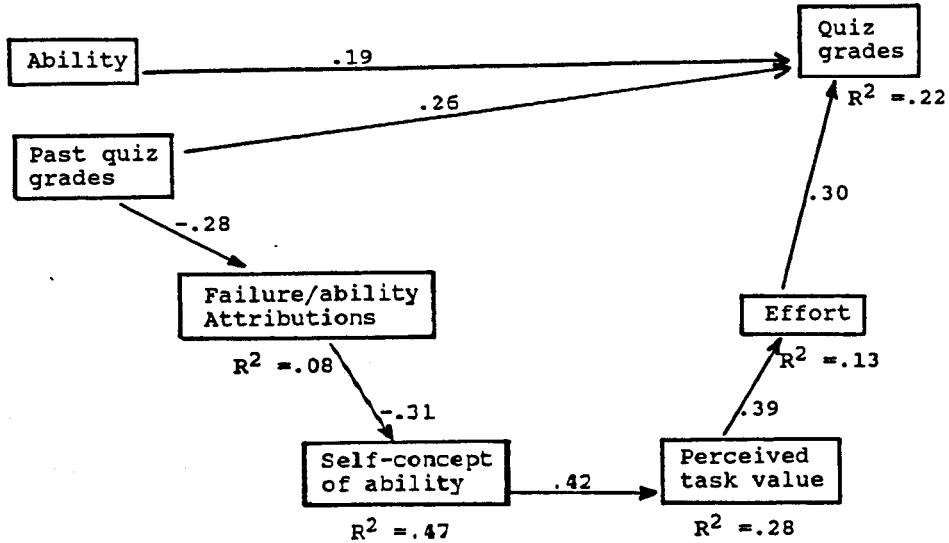 Quiz
grades
R² =.22
Ability
.19
.26
Past quiz
grades
-.28
.30
Failure/ability
Attributions
R² =.08
Effort
R² =.13
-.31
.39
Self-concept
of ability
R² =.47
.42
Perceived
task value
R² =.28